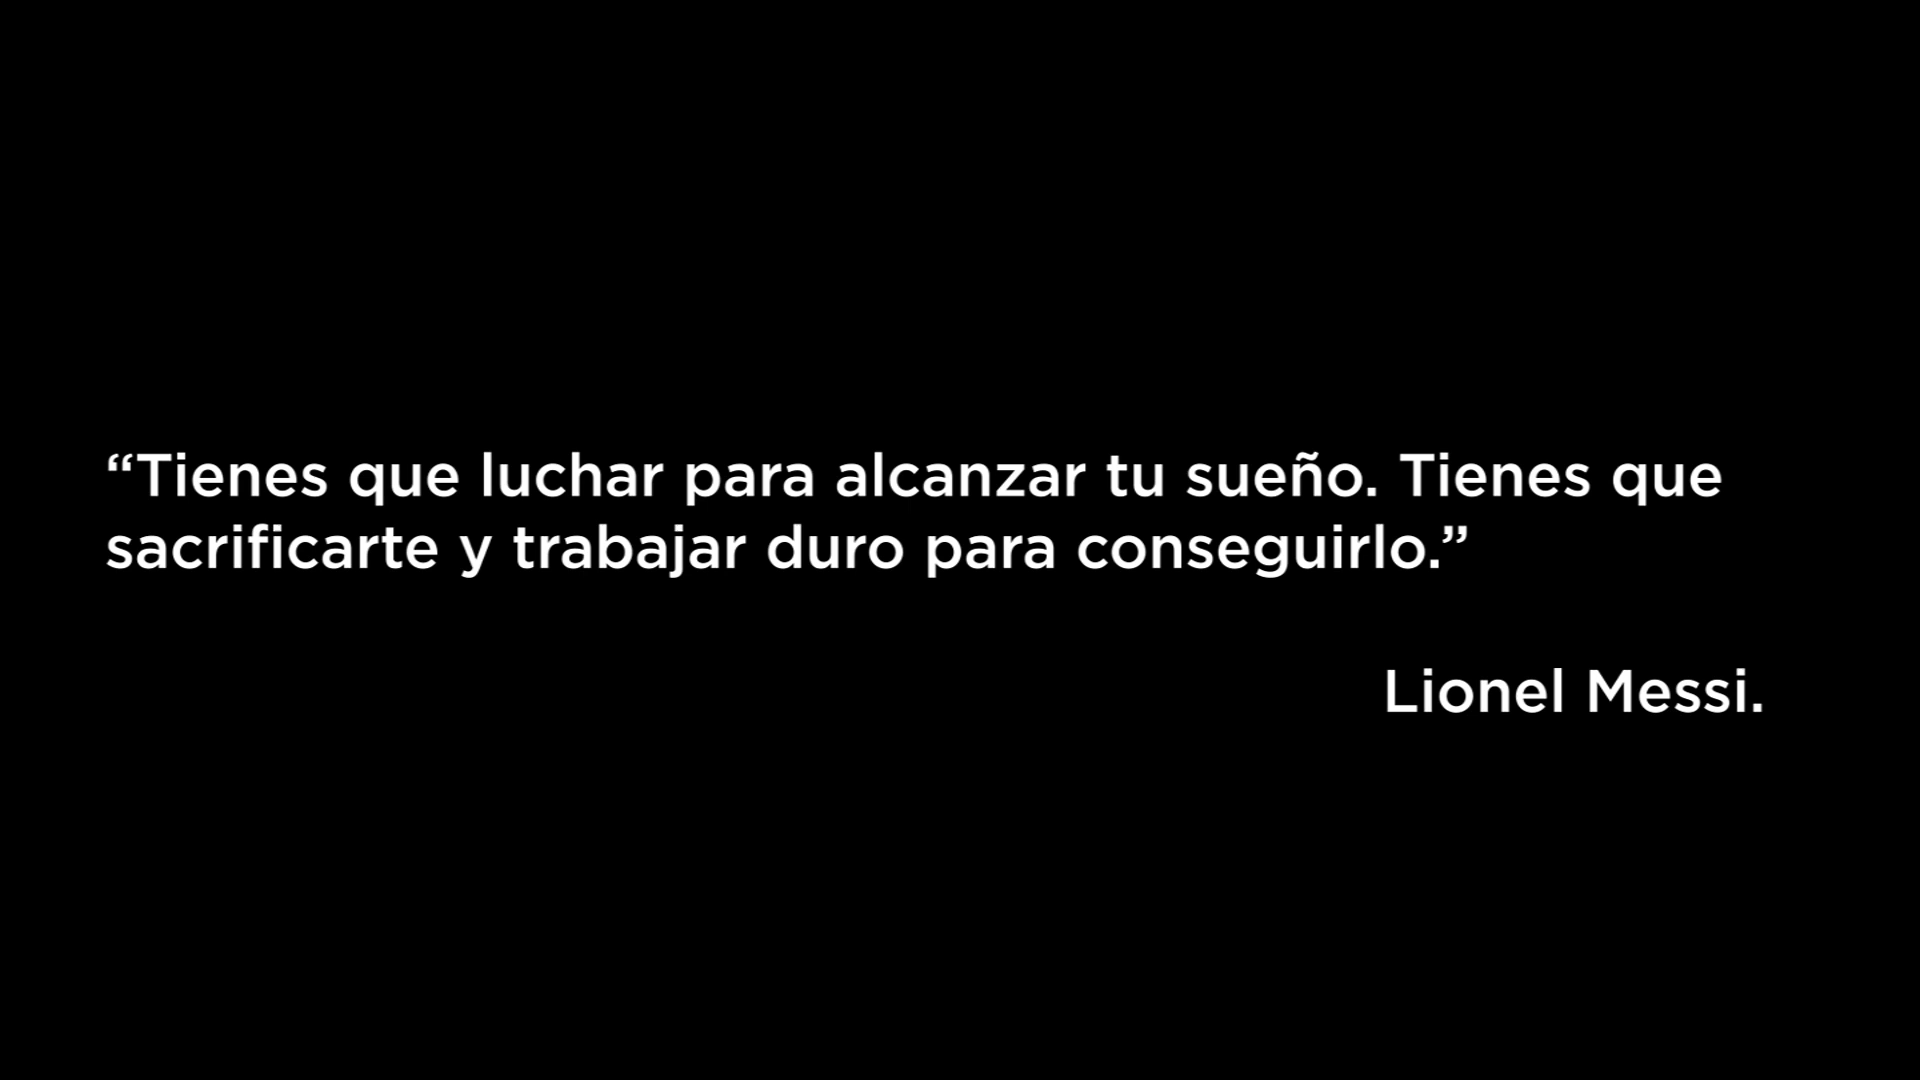 “Tienes que luchar para alcanzar tu sueño. Tienes que
sacrificarte y trabajar duro para conseguirlo.”
Lionel Messi.